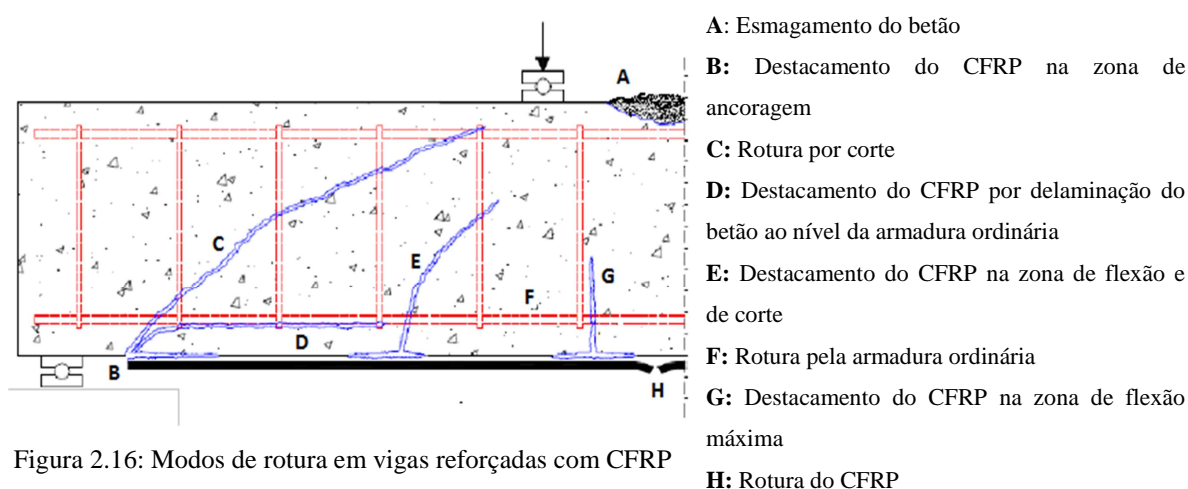 A
C
E
G
F
D
B
H
Figura 2.16: Modos de rotura em vigas reforçadas com CFRP
A: Esmagamento do betão
B: Destacamento do CFRP na zona de
ancoragem
C: Rotura por corte
D: Destacamento do CFRP por delaminação do
betão ao nível da armadura ordinária
E: Destacamento do CFRP na zona de flexão e
de corte
F: Rotura pela armadura ordinária
G: Destacamento do CFRP na zona de flexão
máxima
H: Rotura do CFRP